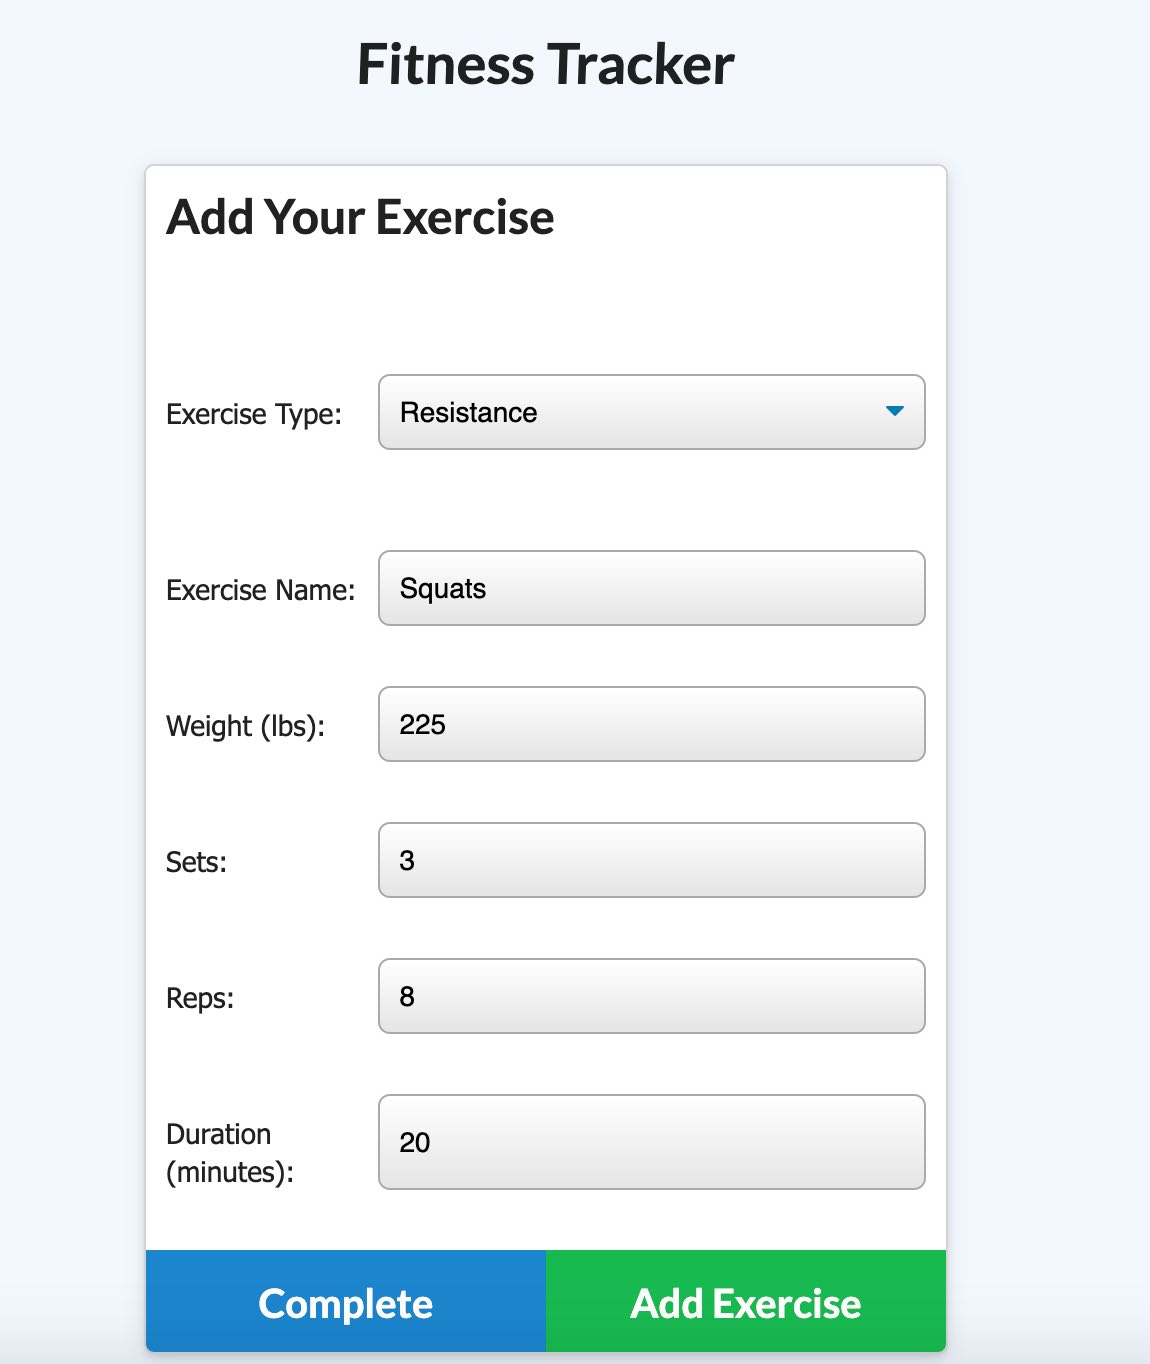 Fitness Tracker
Add Your Exercise
Exercise Type: Resistance
Exercise Name: Squats
Weight (lbs): 225
Sets: 3
Reps: 8
Duration
(minutes): 20
Complete Add Exercise